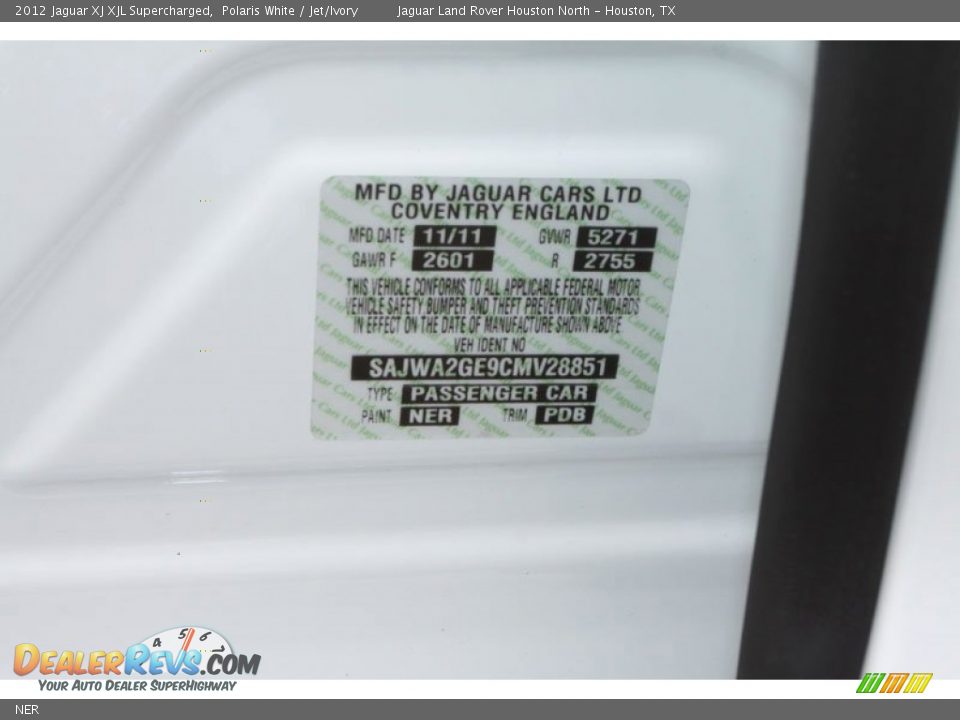 2012 Jaguar XJ XJL Supercharged, Polaris White / Jet/Ivory Jaguar Land Rover Houston North - Houston, TX
MFD BY JAGUAR CARS LTD
COVENTRY ENGLAND
MFD DATE 11/11 GVWR 5271
GAWR F 2601 R 2755
THIS VEHICLE CONFORMS TO ALL APPLICABLE FEDERAL MOTOR
VEHICLE SAFETY BUMPER AND THEFT PREVENTION STANDARDS
IN EFFECT ON THE DATE OF MANUFACTURE SHOWN ABOVE
VEH IDENT NO
SAJWA2GE9CMV28851
TYPE PASSENGER CAR
PAINT NER TRIM PDB
4 5 6
DEALERREVS.COM
YOUR AUTO DEALER SUPERHIGHWAY
NER